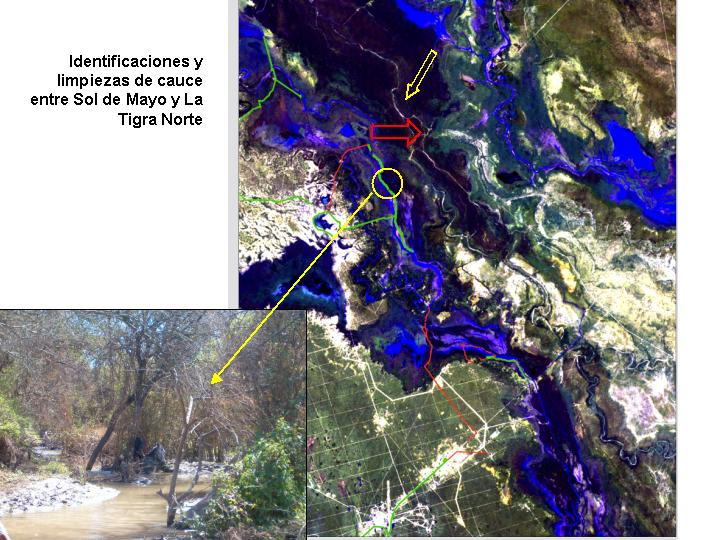 Identificaciones y
limpiezas de cauce
entre Sol de Mayo y La
Tigra Norte